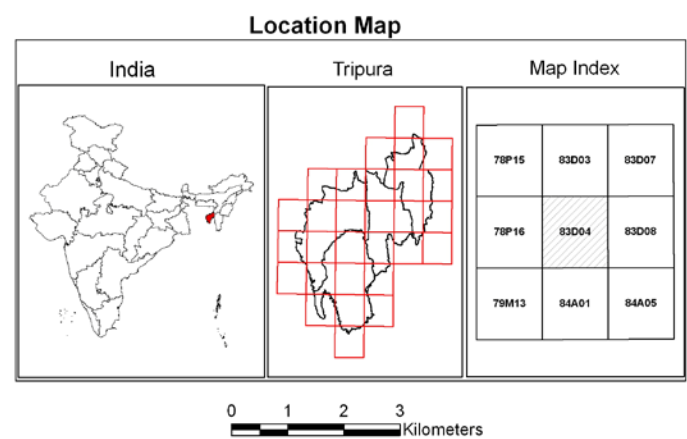 Location Map
India
Tripura
Map Index
78P15 83D03 83D07
78P16 83D04 83D08
79M13 84A01 84A05
0 1 2 3
Kilometers